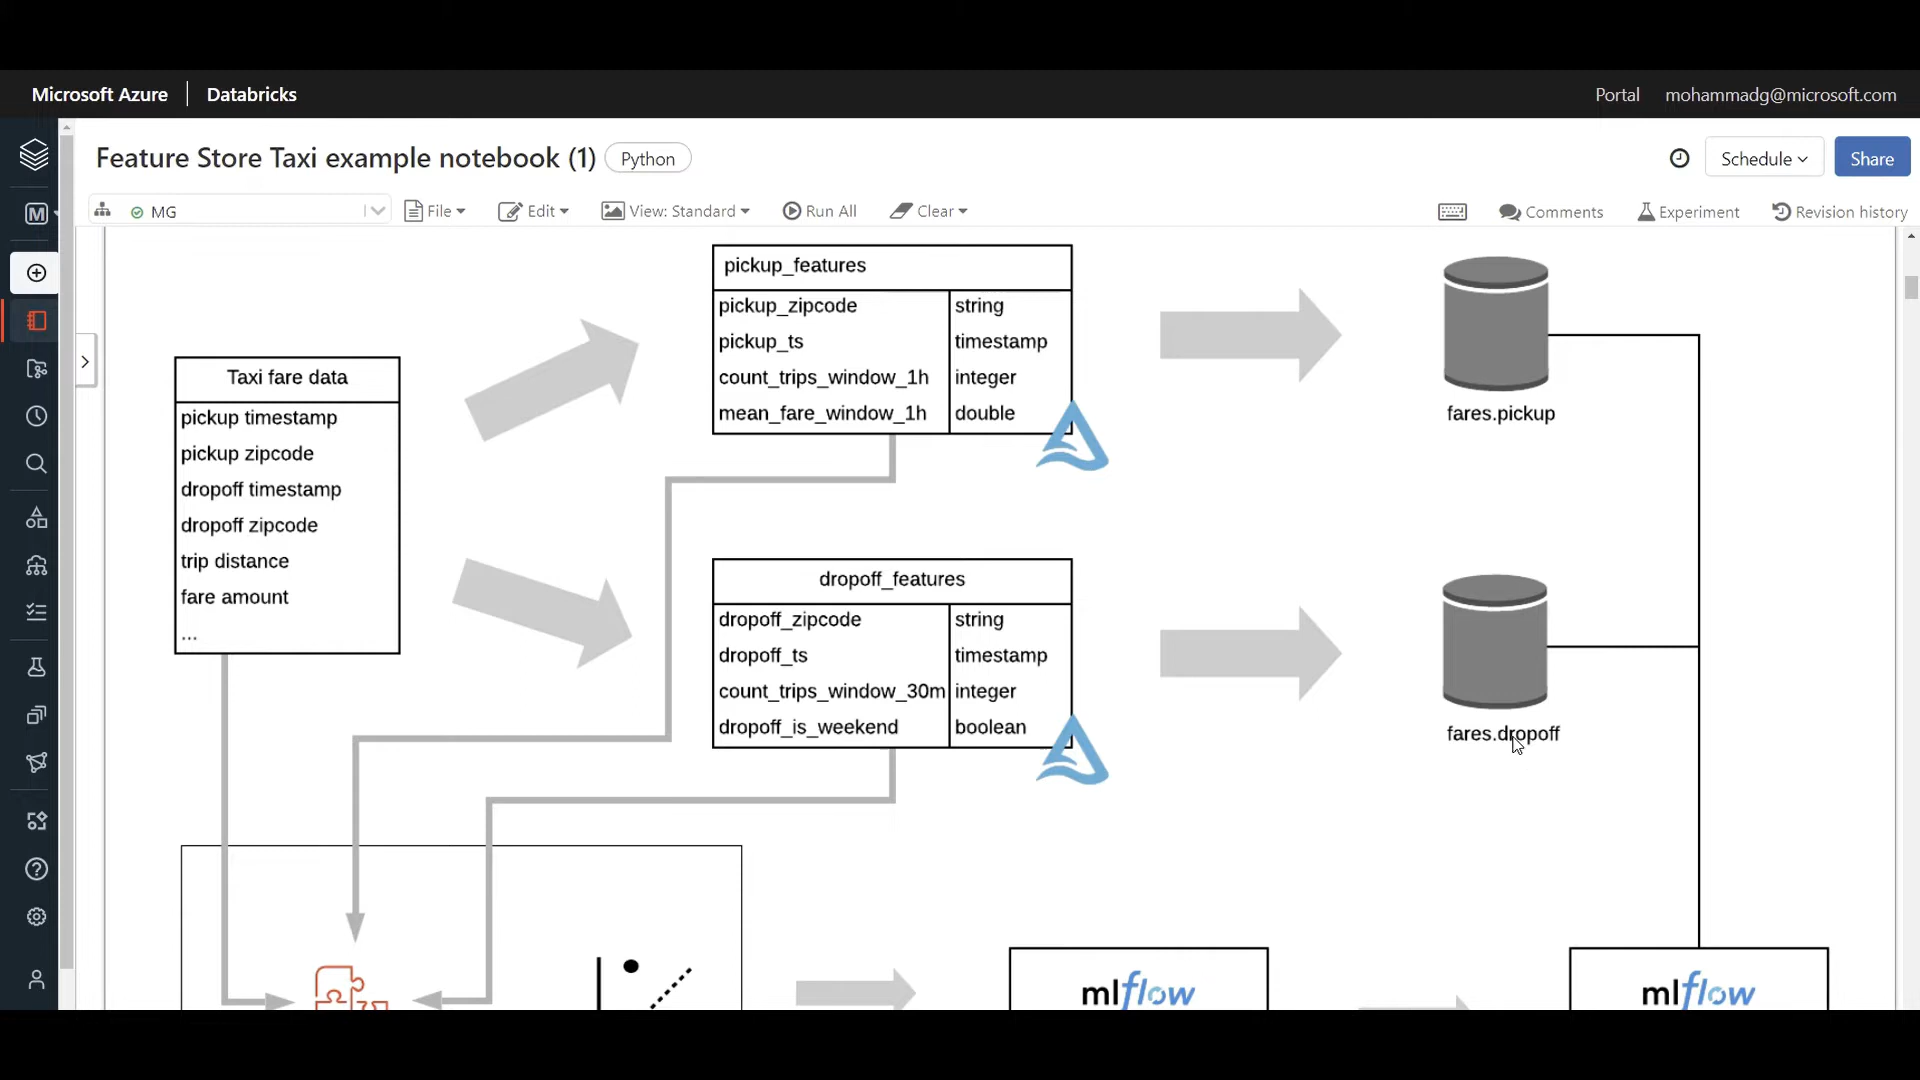 Microsoft Azure
Databricks
Portal
mohammadg@microsoft.com
M
Feature Store Taxi example notebook (1)
Python
Schedule
Share
MG
File
Edit
View: Standard
Run All
Clear
Comments
Experiment
Revision history
pickup_features
pickup_zipcode string
pickup_ts timestamp
count_trips_window_1h integer
mean_fare_window_1h double
fares.pickup
Taxi fare data
pickup timestamp
pickup zipcode
dropoff timestamp
dropoff zipcode
trip distance
fare amount
...
dropoff_features
dropoff_zipcode string
dropoff_ts timestamp
count_trips_window_30m integer
dropoff_is_weekend boolean
fares.dropoff
mlflow
mlflow